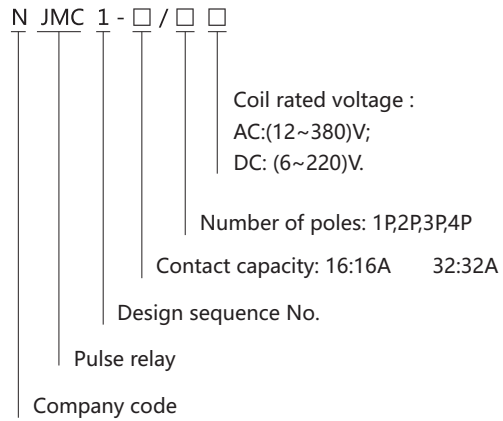 N JMC 1 - □ / □ □
Coil rated voltage :
AC:(12~380)V;
DC: (6~220)V.
Number of poles: 1P,2P,3P,4P
Contact capacity: 16:16A 32:32A
Design sequence No.
Pulse relay
Company code